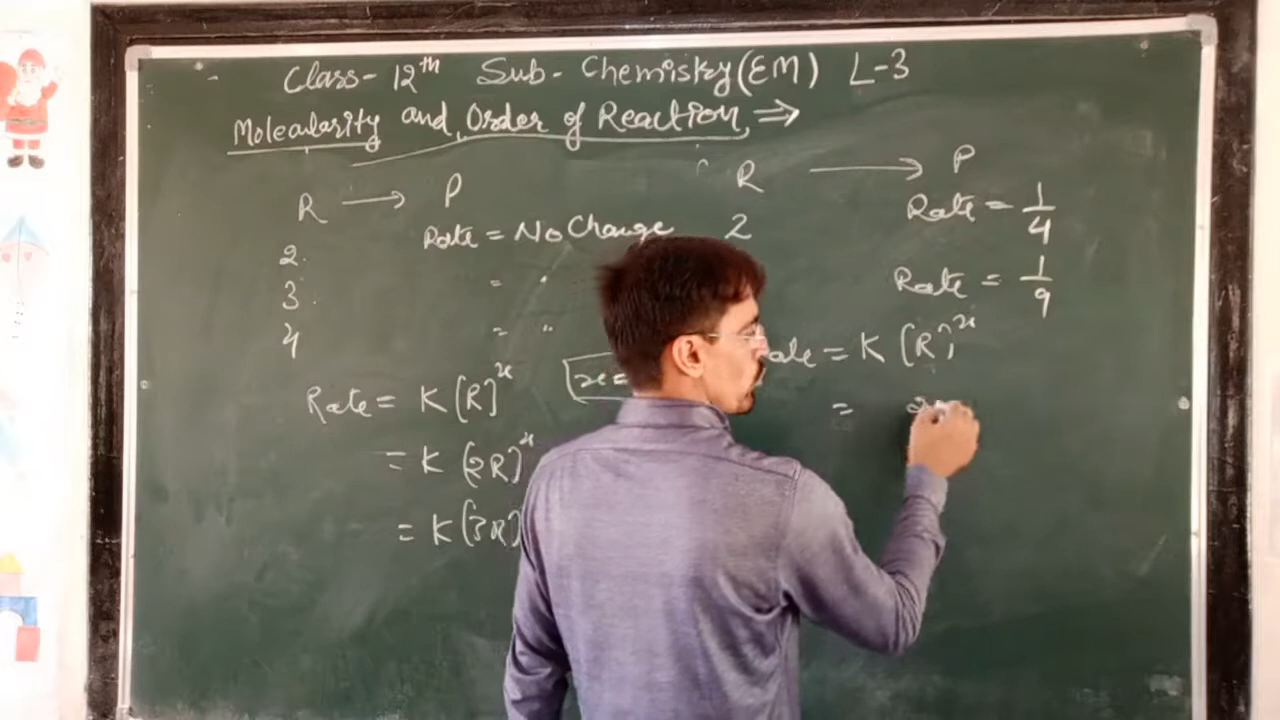 Class- 12th Sub- Chemistry (EM) L-3
Molecularity and Order of Reaction ⇒
R → P
Rate = No Change
2.
3. = "
4 = "
Rate = K [R]^x
= K [2R]^x
= K [3R]
R → P
2 Rate = 1/4
Rate = 1/9
= K [R]^x
=